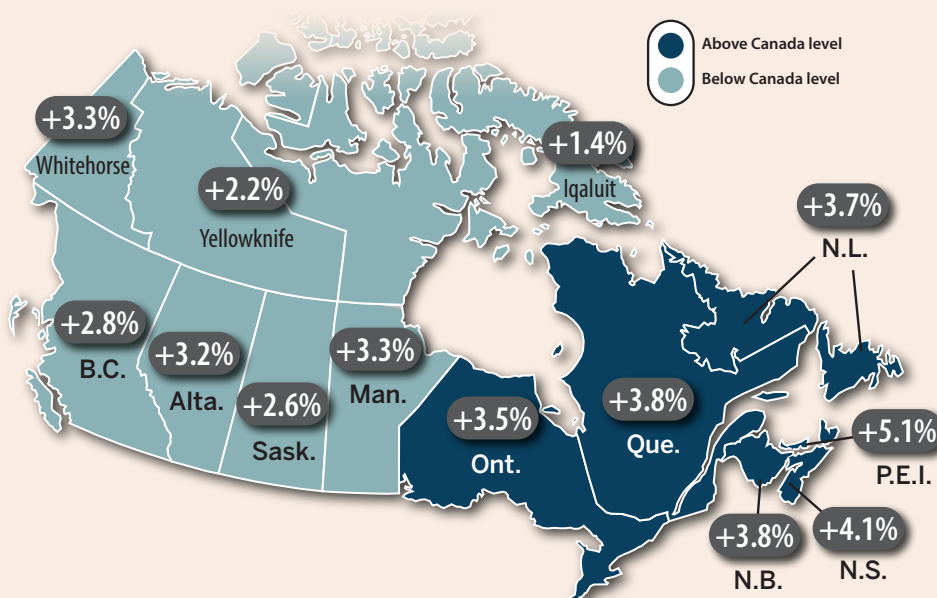 Above Canada level
Below Canada level
+3.3%
Whitehorse
+2.2%
Yellowknife
+1.4%
Iqaluit
+3.7%
N.L.
+2.8%
B.C.
+3.2%
Alta.
+2.6%
Sask.
+3.3%
Man.
+3.5%
Ont.
+3.8%
Que.
+5.1%
P.E.I.
+3.8%
N.B.
+4.1%
N.S.